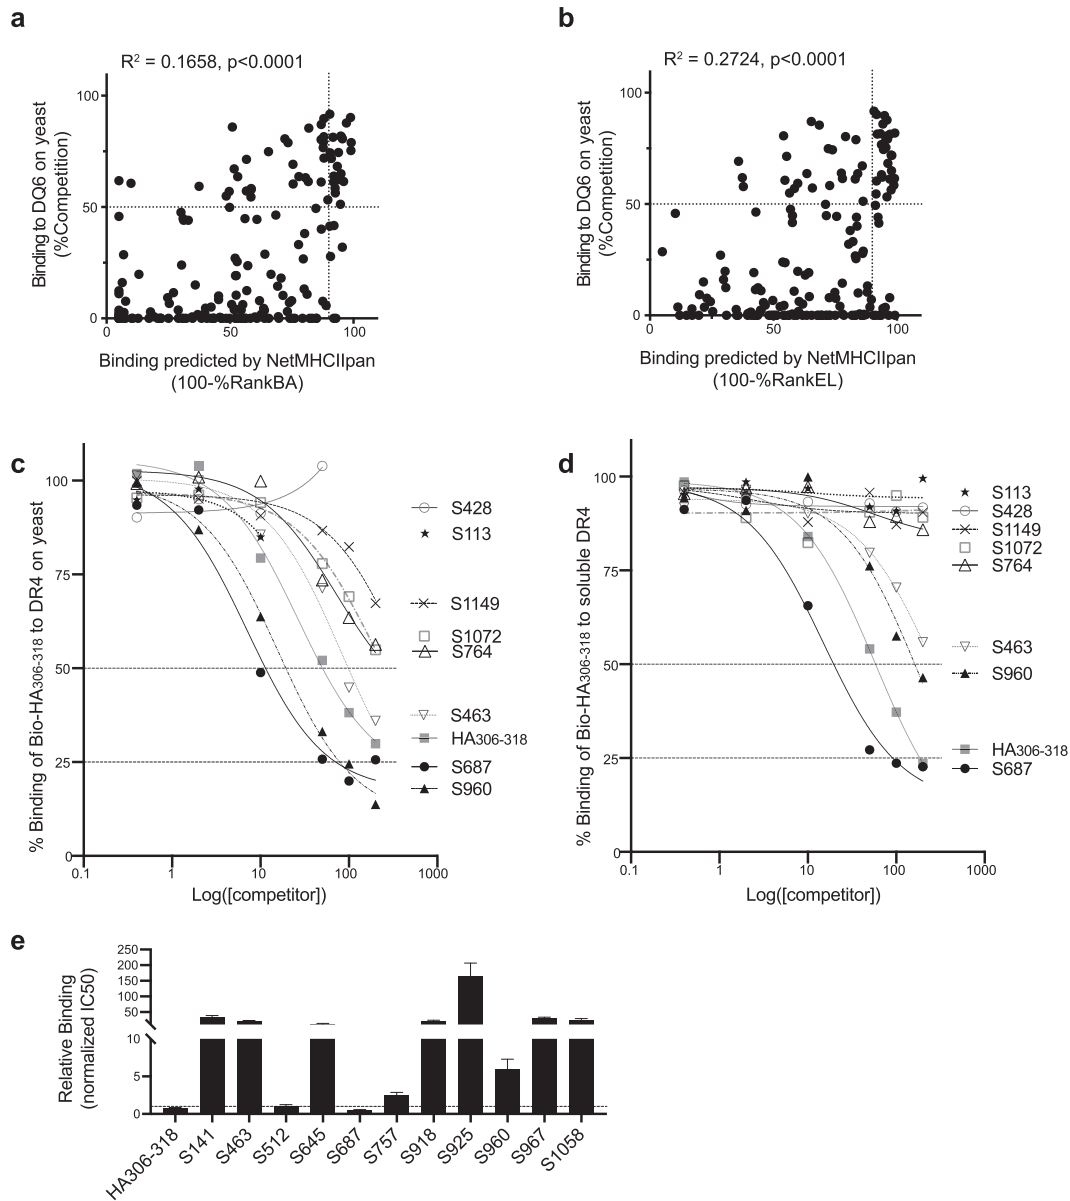 a
R² = 0.1658, p<0.0001
Binding to DQ6 on yeast
(%Competition)
100
50
0
0
50
100
Binding predicted by NetMHCIIpan
(100-%RankBA)
b
R² = 0.2724, p<0.0001
Binding to DQ6 on yeast
(%Competition)
100
50
0
0
50
100
Binding predicted by NetMHCIIpan
(100-%RankEL)
c
% Binding of Bio-HA306-318 to DR4 on yeast
100
75
50
25
0
0.1
1
10
100
1000
Log([competitor])
S428
S113
S1149
S1072
S764
S463
HA306-318
S687
S960
d
% Binding of Bio-HA306-318 to soluble DR4
100
75
50
25
0
0.1
1
10
100
1000
Log([competitor])
S113
S428
S1149
S1072
S764
S463
S960
HA306-318
S687
e
Relative Binding
(normalized IC50)
250
200
150
100
50
10
5
0
HA306-318
S141
S463
S512
S645
S687
S757
S918
S925
S960
S967
S1058